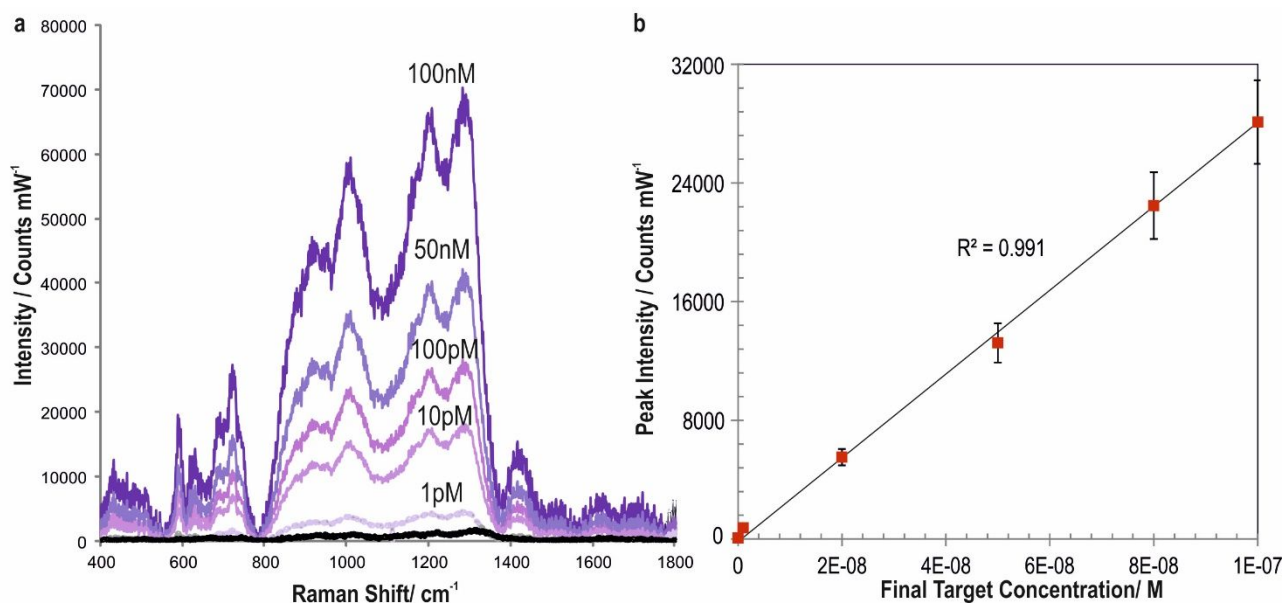 a
80000
70000
60000
50000
40000
30000
20000
10000
0
Intensity / Counts mW⁻¹
100nM
50nM
100pM
10pM
1pM
400 600 800 1000 1200 1400 1600 1800
Raman Shift/ cm⁻¹
b
32000
24000
16000
8000
0
Peak Intensity / Counts mW⁻¹
R² = 0.991
0 2E-08 4E-08 6E-08 8E-08 1E-07
Final Target Concentration/ M